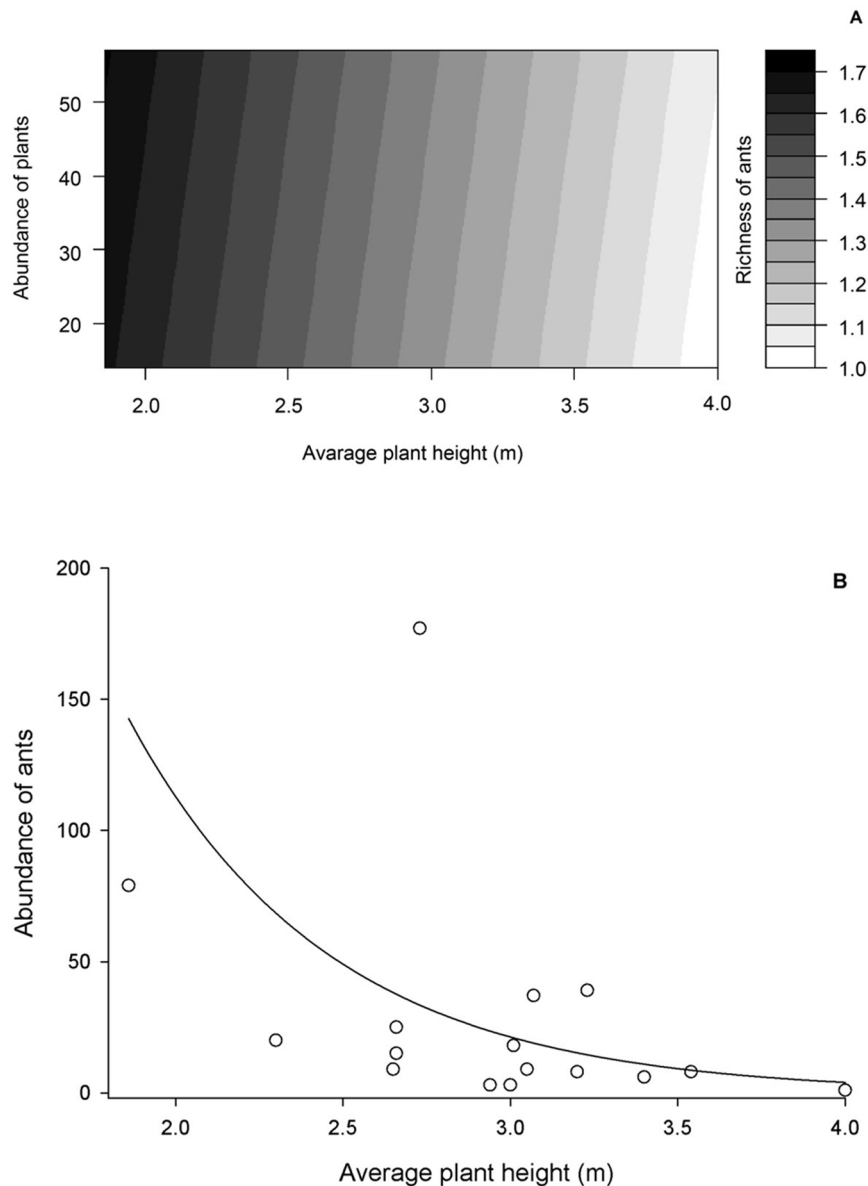 A
Abundance of plants
50
40
30
20
2.0 2.5 3.0 3.5 4.0
Avarage plant height (m)
Richness of ants
1.7
1.6
1.5
1.4
1.3
1.2
1.1
1.0
B
Abundance of ants
200
150
100
50
0
2.0 2.5 3.0 3.5 4.0
Average plant height (m)